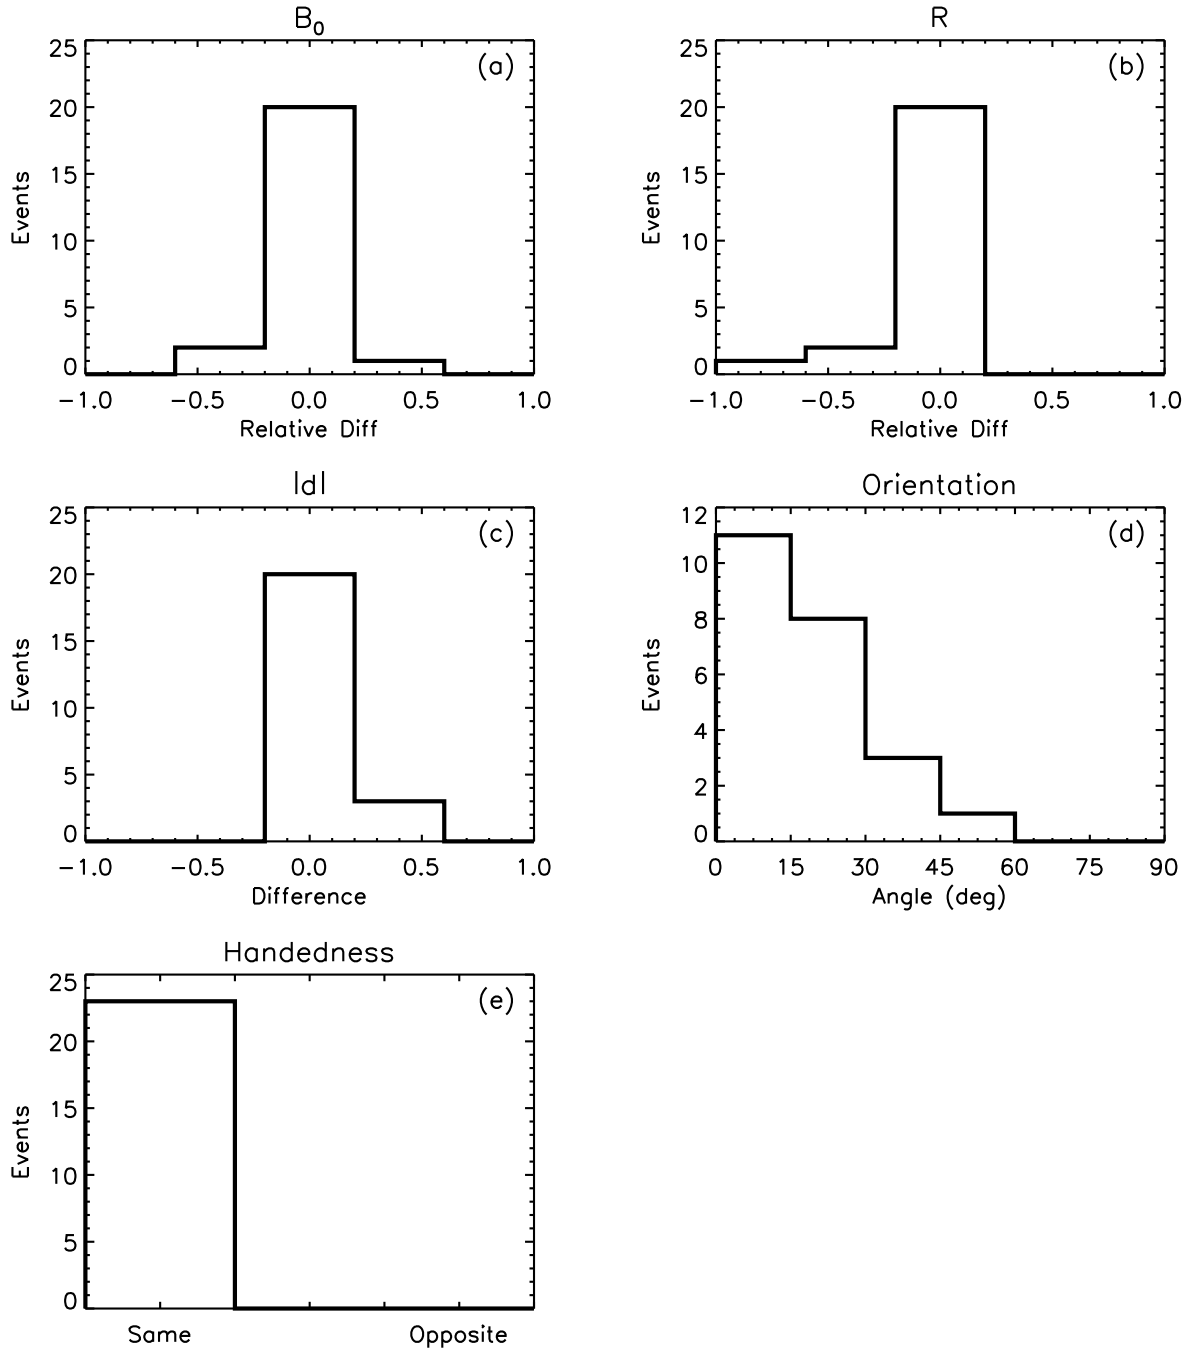 B₀
25
(a)
20
15
10
5
0
Events
−1.0 −0.5 0.0 0.5 1.0
Relative Diff
R
25
(b)
20
15
10
5
0
Events
−1.0 −0.5 0.0 0.5 1.0
Relative Diff
|d|
25
(c)
20
15
10
5
0
Events
−1.0 −0.5 0.0 0.5 1.0
Difference
Orientation
12
(d)
10
8
6
4
2
0
Events
0 15 30 45 60 75 90
Angle (deg)
Handedness
25
(e)
20
15
10
5
0
Events
Same Opposite